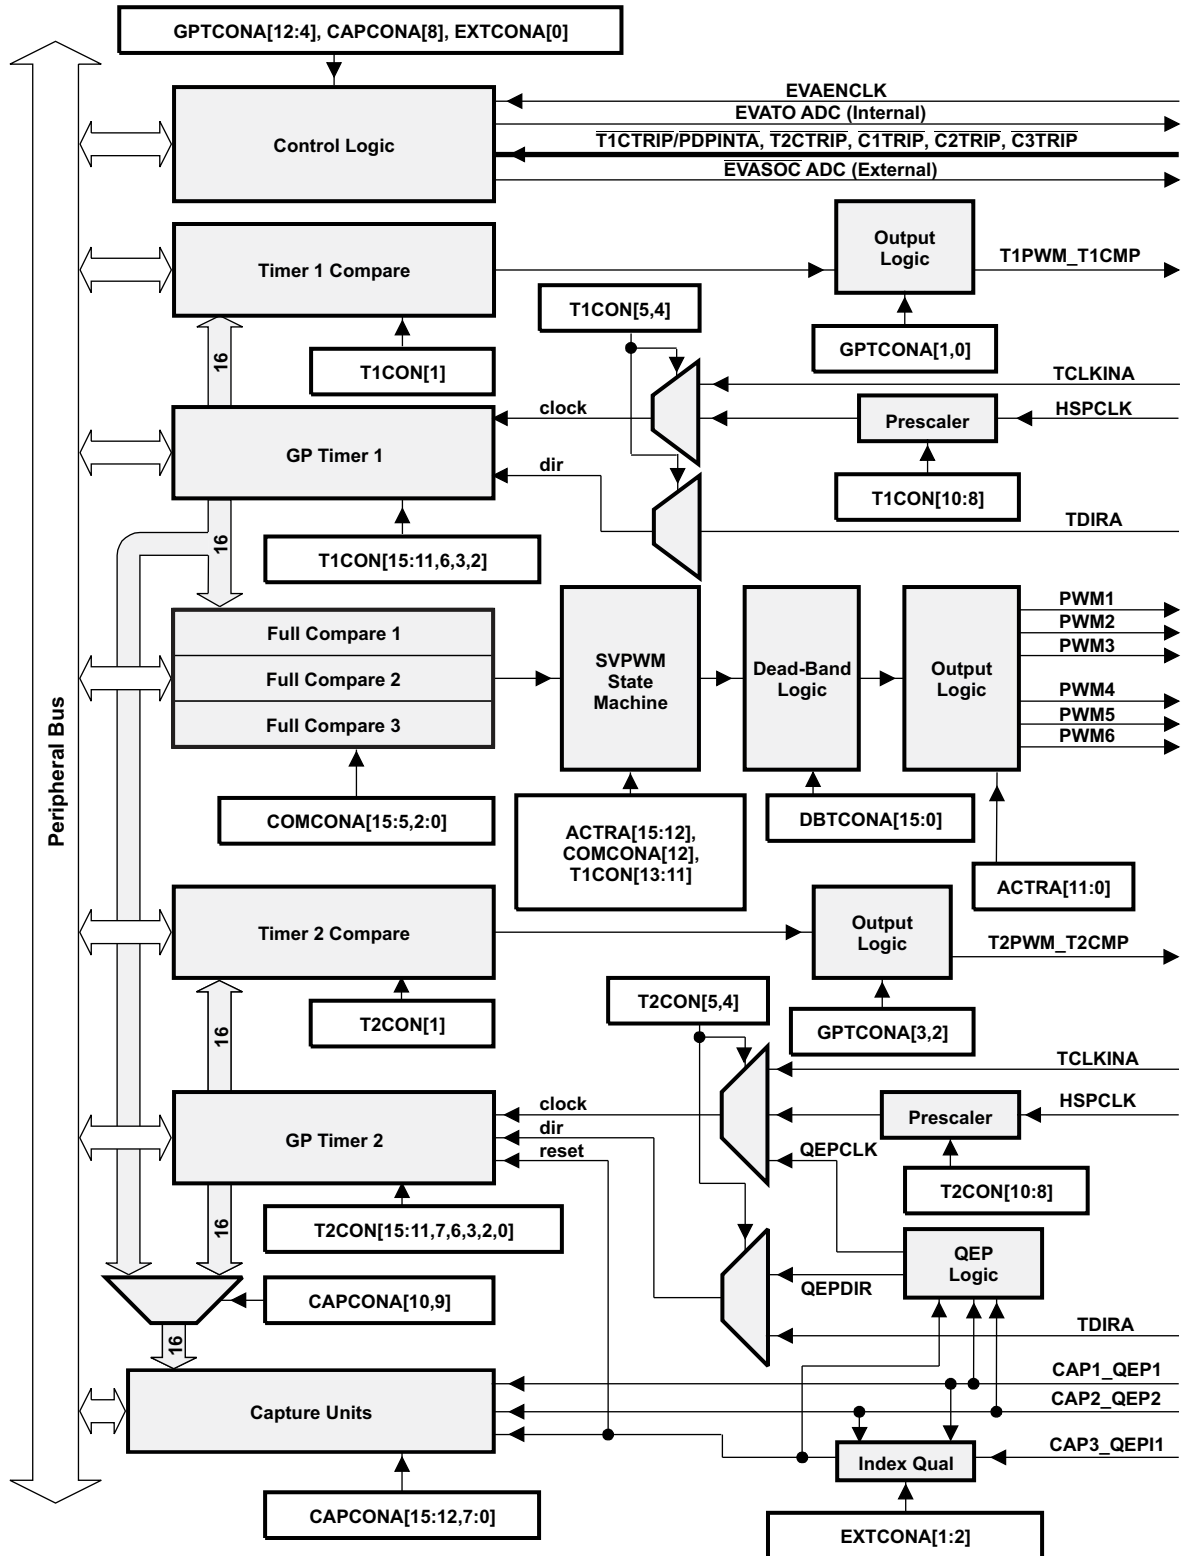 GPTCONA[12:4], CAPCONA[8], EXTCONA[0]
EVAENCLK
Control Logic
EVATO ADC (Internal)
T1CTRIP/PDPINTA, T2CTRIP, C1TRIP, C2TRIP, C3TRIP
EVASOC ADC (External)
Timer 1 Compare
Output
Logic
T1PWM_T1CMP
T1CON[5,4]
GPTCONA[1,0]
16
T1CON[1]
TCLKINA
clock
Prescaler
HSPCLK
GP Timer 1
dir
T1CON[10:8]
TDIRA
16
T1CON[15:11,6,3,2]
Full Compare 1
Full Compare 2
Full Compare 3
SVPWM
State
Machine
Dead-Band
Logic
Output
Logic
PWM1
PWM2
PWM3
PWM4
PWM5
PWM6
Peripheral Bus
COMCONA[15:5,2:0]
ACTRA[15:12],
COMCONA[12],
T1CON[13:11]
DBTCONA[15:0]
ACTRA[11:0]
Timer 2 Compare
Output
Logic
T2PWM_T2CMP
T2CON[5,4]
GPTCONA[3,2]
16
T2CON[1]
TCLKINA
clock
Prescaler
HSPCLK
GP Timer 2
dir
reset
QEPCLK
T2CON[10:8]
16
T2CON[15:11,7,6,3,2,0]
QEP
Logic
QEPDIR
CAPCONA[10,9]
TDIRA
16
CAP1_QEP1
Capture Units
CAP2_QEP2
Index Qual
CAP3_QEPI1
CAPCONA[15:12,7:0]
EXTCONA[1:2]